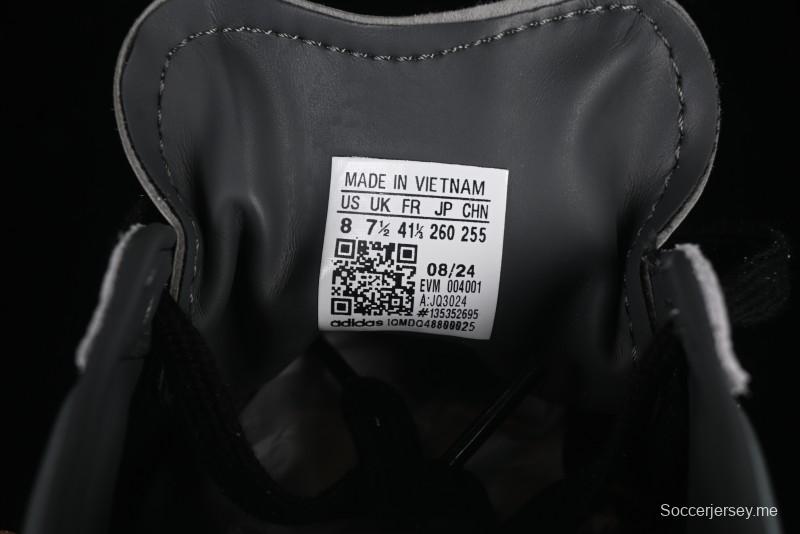 MADE IN VIETNAM
US UK FR JP CHN
8 7½ 41⅓ 260 255
08/24
EVM 004001
A:JQ3024
#135352695
adidas IQMDQ48800025
Soccerjersey.me